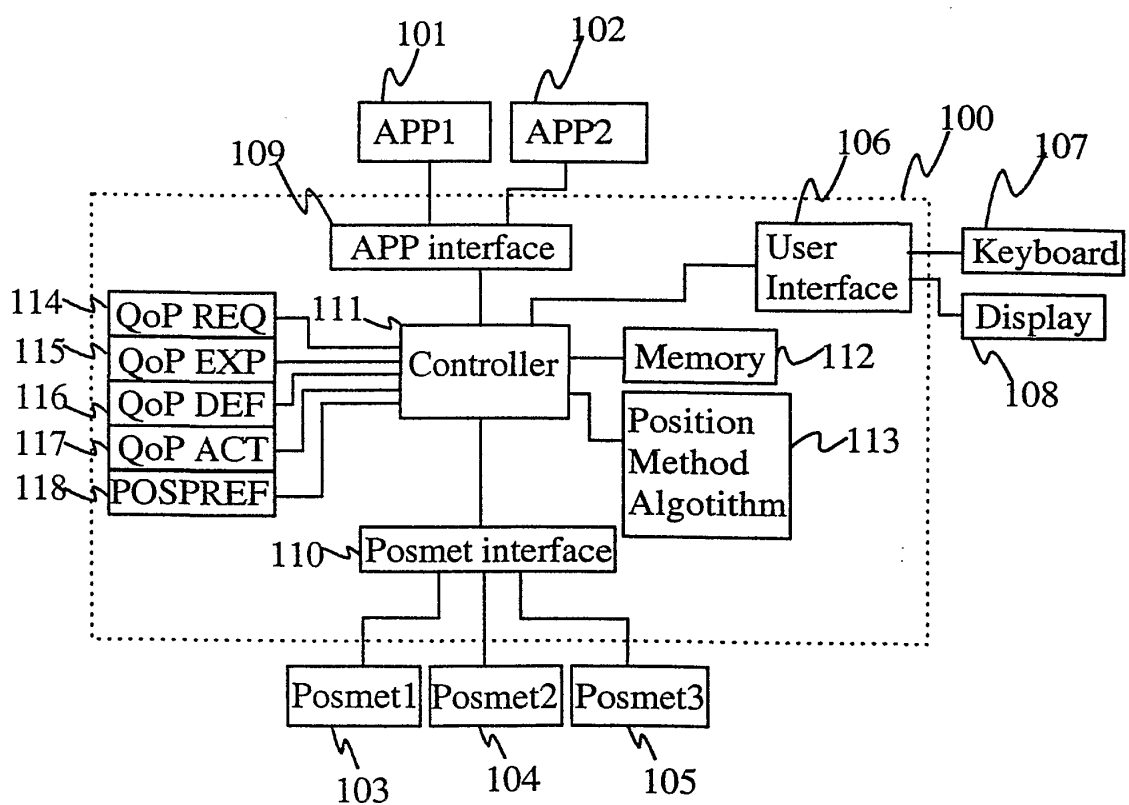 101
102
APP1
APP2
109
106
100
107
APP interface
User
Interface
Keyboard
Display
108
114
QoP REQ
115
QoP EXP
116
QoP DEF
117
QoP ACT
118
POSPREF
111
Controller
Memory
112
Position
Method
Algotithm
113
110
Posmet interface
Posmet1
Posmet2
Posmet3
103
104
105